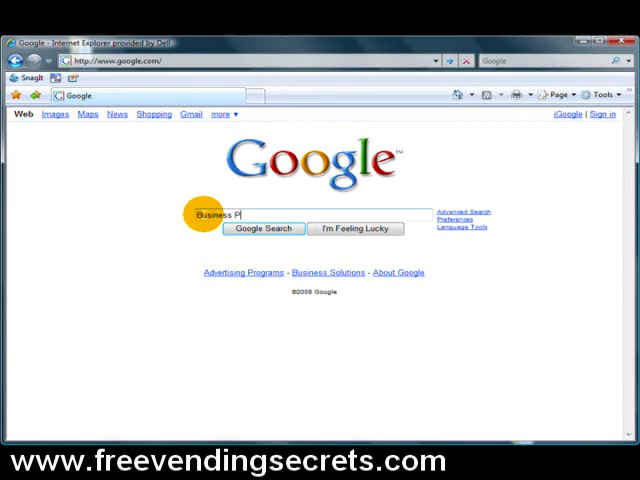 Google - Internet Explorer provided by Dell
http://www.google.com/
Google
SnagIt
Google
Page
Tools
Web Images Maps News Shopping Gmail more ▼
iGoogle | Sign in
Google™
Business P
Advanced Search
Preferences
Language Tools
Google Search
I'm Feeling Lucky
Advertising Programs - Business Solutions - About Google
©2008 Google
www.freevendingsecrets.com